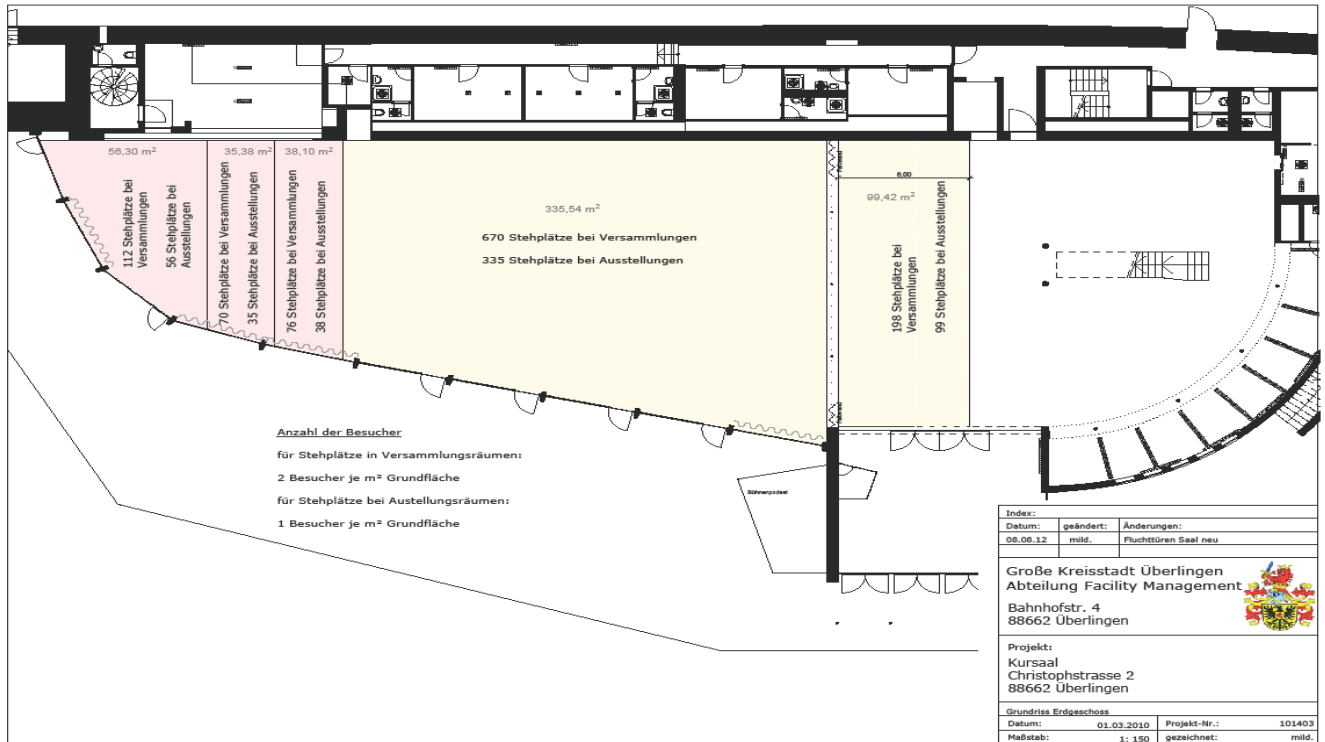 56,30 m²
35,38 m²
38,10 m²
112 Stehplätze bei
Versammlungen
56 Stehplätze bei
Ausstellungen
70 Stehplätze bei Versammlungen
35 Stehplätze bei Ausstellungen
76 Stehplätze bei Versammlungen
38 Stehplätze bei Ausstellungen
335,54 m²
670 Stehplätze bei Versammlungen
335 Stehplätze bei Ausstellungen
6,00
99,42 m²
198 Stehplätze bei
Versammlungen
99 Stehplätze bei Ausstellungen
Anzahl der Besucher
für Stehplätze in Versammlungsräumen:
2 Besucher je m² Grundfläche
für Stehplätze bei Austellungsräumen:
1 Besucher je m² Grundfläche
Bühnenpodest
Index:
Datum: geändert: Änderungen:
08.08.12 mild. Fluchttüren Saal neu
Große Kreisstadt Überlingen
Abteilung Facility Management
Bahnhofstr. 4
88662 Überlingen
Projekt:
Kursaal
Christophstrasse 2
88662 Überlingen
Grundriss Erdgeschoss
Datum: 01.03.2010 Projekt-Nr.: 101403
Maßstab: 1: 150 gezeichnet: mild.